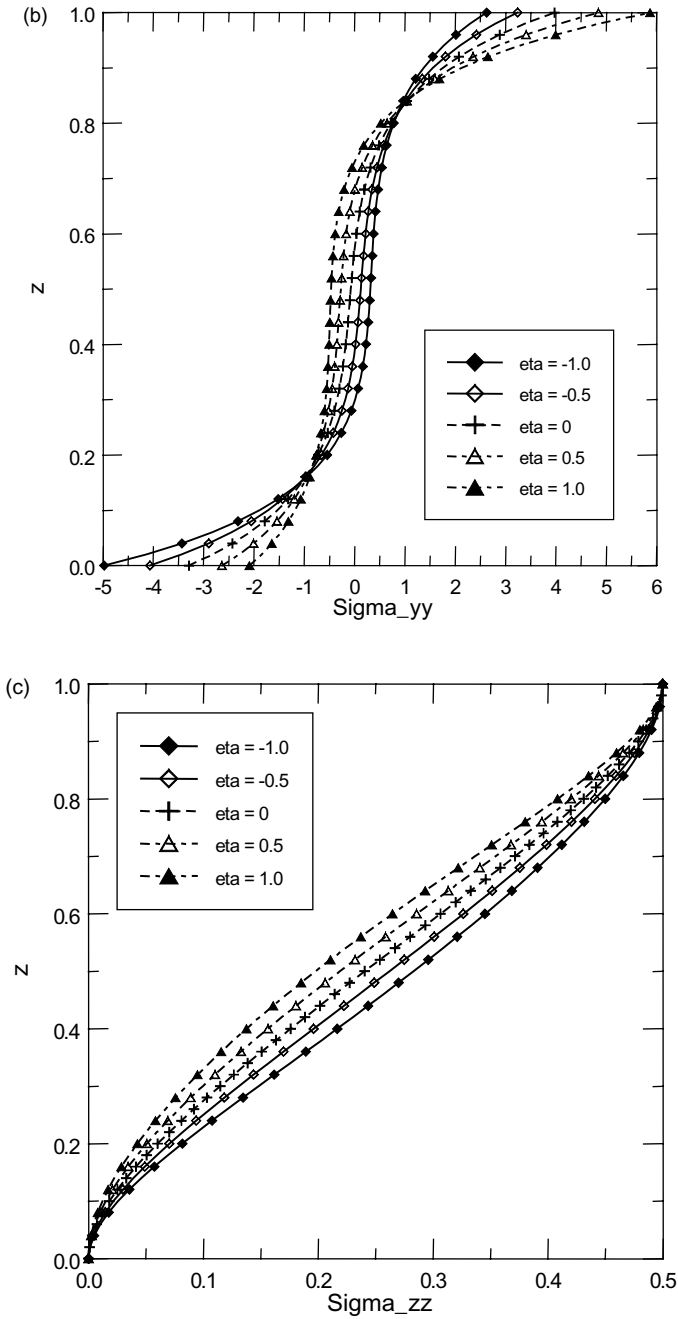 (b)
1.0
0.8
0.6
z
0.4
0.2
0.0
eta = -1.0
eta = -0.5
eta = 0
eta = 0.5
eta = 1.0
-5 -4 -3 -2 -1 0 1 2 3 4 5 6
Sigma_yy
(c)
1.0
0.8
0.6
z
0.4
0.2
0.0
eta = -1.0
eta = -0.5
eta = 0
eta = 0.5
eta = 1.0
0.0 0.1 0.2 0.3 0.4 0.5
Sigma_zz